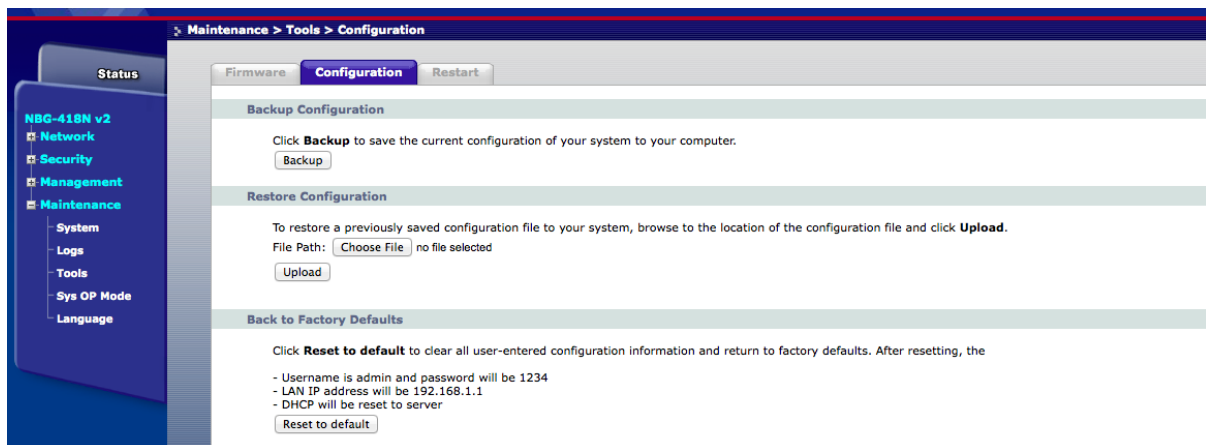 Maintenance > Tools > Configuration
Status
NBG-418N v2
Network
Security
Management
Maintenance
System
Logs
Tools
Sys OP Mode
Language
Firmware
Configuration
Restart
Backup Configuration
Click Backup to save the current configuration of your system to your computer.
Backup
Restore Configuration
To restore a previously saved configuration file to your system, browse to the location of the configuration file and click Upload.
File Path: Choose File no file selected
Upload
Back to Factory Defaults
Click Reset to default to clear all user-entered configuration information and return to factory defaults. After resetting, the
- Username is admin and password will be 1234
- LAN IP address will be 192.168.1.1
- DHCP will be reset to server
Reset to default